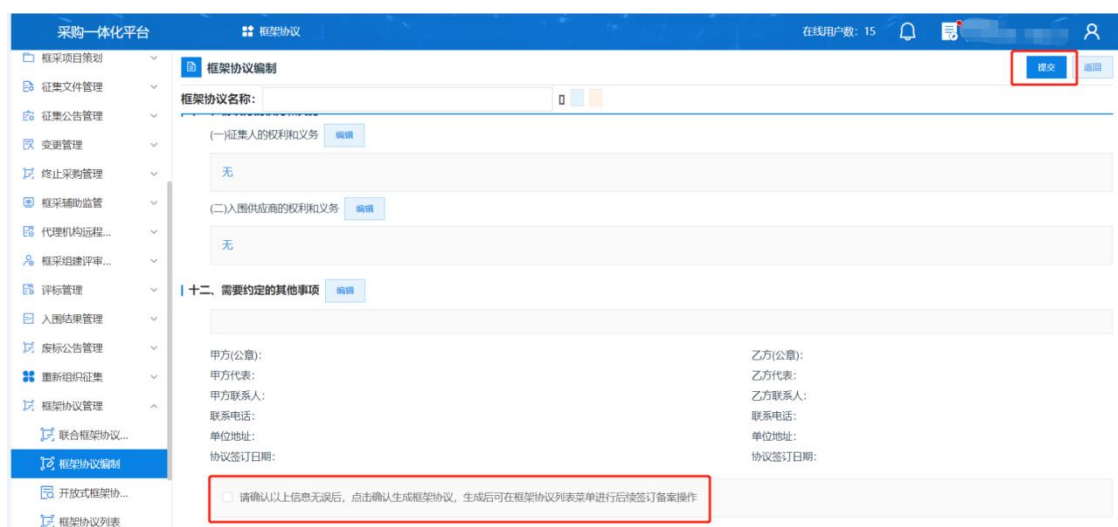 采购一体化平台
框架协议
在线用户数：15
框采项目策划
征集文件管理
征集公告管理
变更管理
终止采购管理
框采辅助监管
代理机构远程...
框采组建评审...
评标管理
入围结果管理
废标公告管理
重新组织征集
框架协议管理
联合框架协议...
框架协议编制
开放式框架协...
框架协议列表
框架协议编制
提交
返回
框架协议名称：
(一)征集人的权利和义务 编辑
无
(二)入围供应商的权利和义务 编辑
无
十二、需要约定的其他事项 编辑
甲方(公章)： 乙方(公章)：
甲方代表： 乙方代表：
甲方联系人： 乙方联系人：
联系电话： 联系电话：
单位地址： 单位地址：
协议签订日期： 协议签订日期：
请确认以上信息无误后，点击确认生成框架协议，生成后可在框架协议列表菜单进行后续签订备案操作